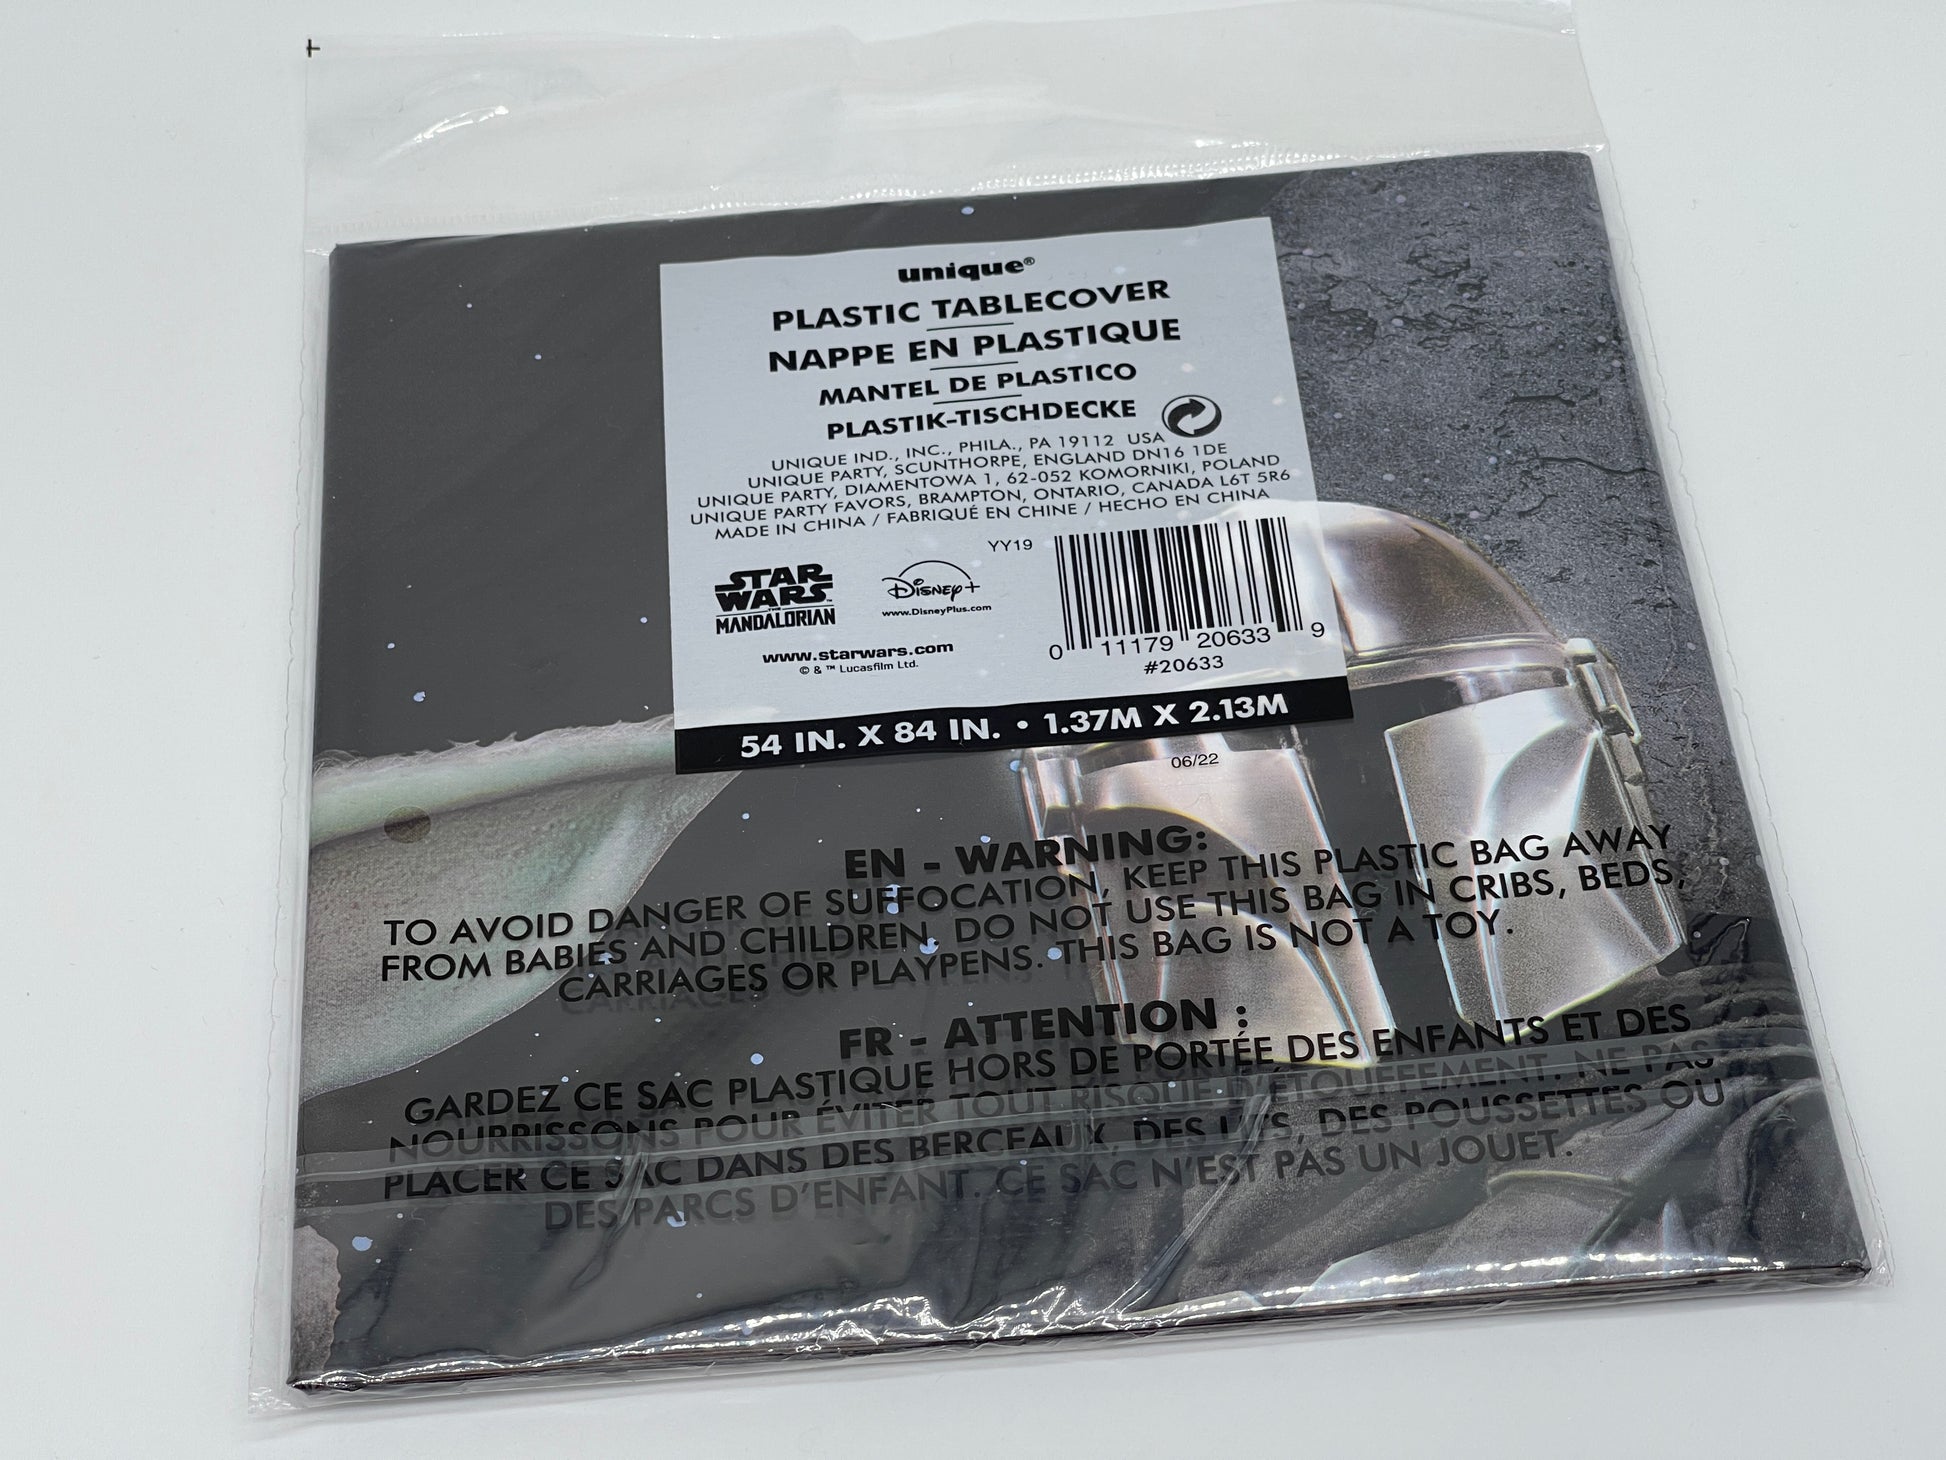 unique®
PLASTIC TABLECOVER
NAPPE EN PLASTIQUE
MANTEL DE PLASTICO
PLASTIK-TISCHDECKE
UNIQUE IND., INC., PHILA., PA 19112 USA
UNIQUE PARTY, SCUNTHORPE, ENGLAND DN16 1DE
UNIQUE PARTY, DIAMENTOWA 1, 62-052 KOMORNIKI, POLAND
UNIQUE PARTY FAVORS, BRAMPTON, ONTARIO, CANADA L6T 5R6
MADE IN CHINA / FABRIQUÉ EN CHINE / HECHO EN CHINA
YY19
STAR
WARS™
THE
MANDALORIAN
Disney+
www.DisneyPlus.com
www.starwars.com
© & ™ Lucasfilm Ltd.
0 11179 20633 9
#20633
54 IN. X 84 IN. • 1.37M X 2.13M
06/22
EN - WARNING:
TO AVOID DANGER OF SUFFOCATION, KEEP THIS PLASTIC BAG AWAY
FROM BABIES AND CHILDREN. DO NOT USE THIS BAG IN CRIBS, BEDS,
CARRIAGES OR PLAYPENS. THIS BAG IS NOT A TOY.
FR - ATTENTION :
GARDEZ CE SAC PLASTIQUE HORS DE PORTÉE DES ENFANTS ET DES
NOURRISSONS POUR ÉVITER TOUT RISQUE D'ÉTOUFFEMENT. NE PAS
PLACER CE SAC DANS DES BERCEAUX, DES LITS, DES POUSSETTES OU
DES PARCS D'ENFANT. CE SAC N'EST PAS UN JOUET.